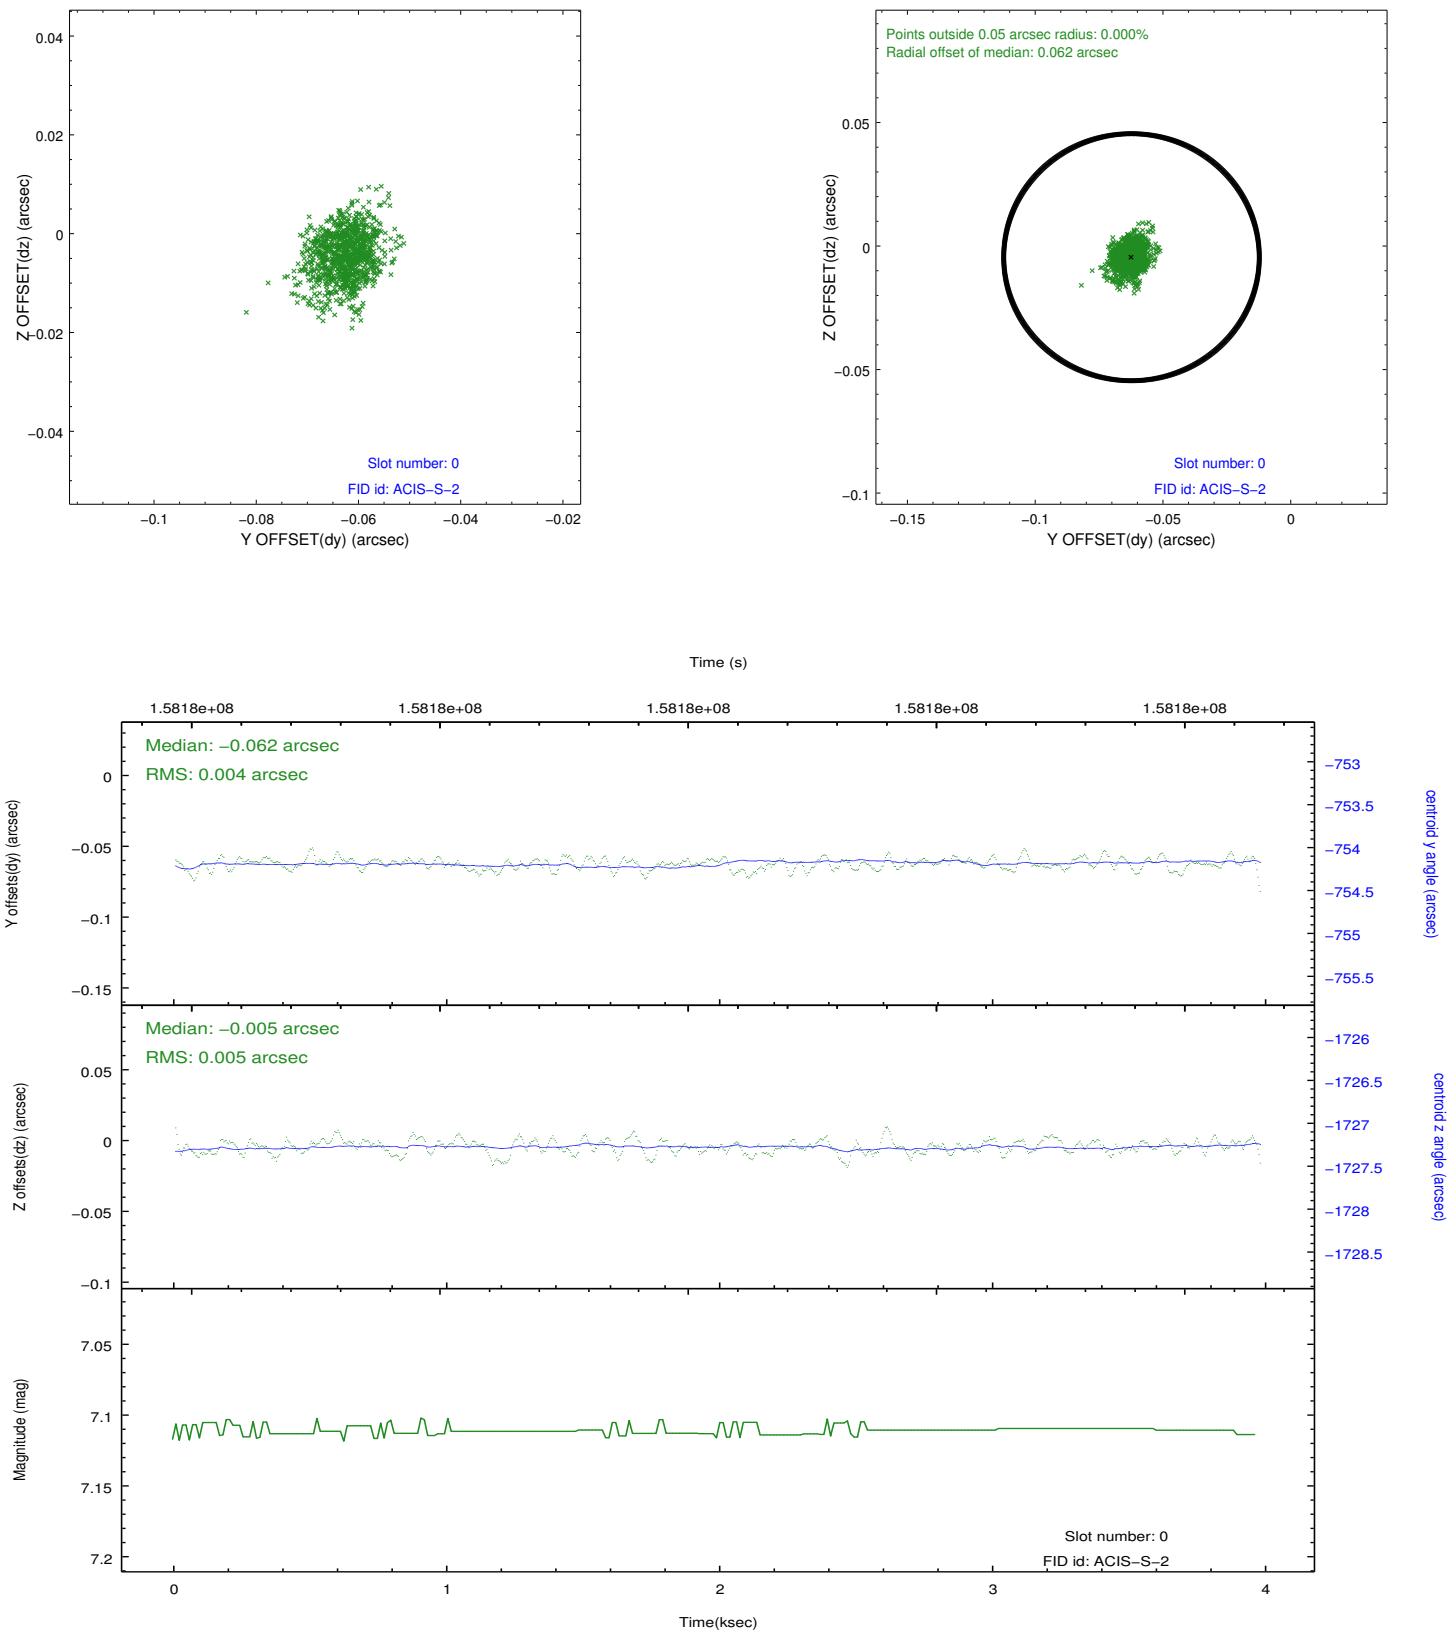 0.04
0.02
0
−0.02
−0.04
Z OFFSET(dz) (arcsec)
Slot number: 0
FID id: ACIS−S−2
−0.1
−0.08
−0.06
−0.04
−0.02
Y OFFSET(dy) (arcsec)
Points outside 0.05 arcsec radius: 0.000%
Radial offset of median: 0.062 arcsec
0.05
0
−0.05
−0.1
Z OFFSET(dz) (arcsec)
Slot number: 0
FID id: ACIS−S−2
−0.15
−0.1
−0.05
0
Y OFFSET(dy) (arcsec)
Time (s)
1.5818e+08
1.5818e+08
1.5818e+08
1.5818e+08
1.5818e+08
Median: −0.062 arcsec
RMS: 0.004 arcsec
0
−0.05
−0.1
−0.15
Y offsets(dy) (arcsec)
−753
−753.5
−754
−754.5
−755
−755.5
centroid y angle (arcsec)
Median: −0.005 arcsec
RMS: 0.005 arcsec
0.05
0
−0.05
−0.1
Z offsets(dz) (arcsec)
−1726
−1726.5
−1727
−1727.5
−1728
−1728.5
centroid z angle (arcsec)
7.05
7.1
7.15
7.2
Magnitude (mag)
Slot number: 0
FID id: ACIS−S−2
0
1
2
3
4
Time(ksec)